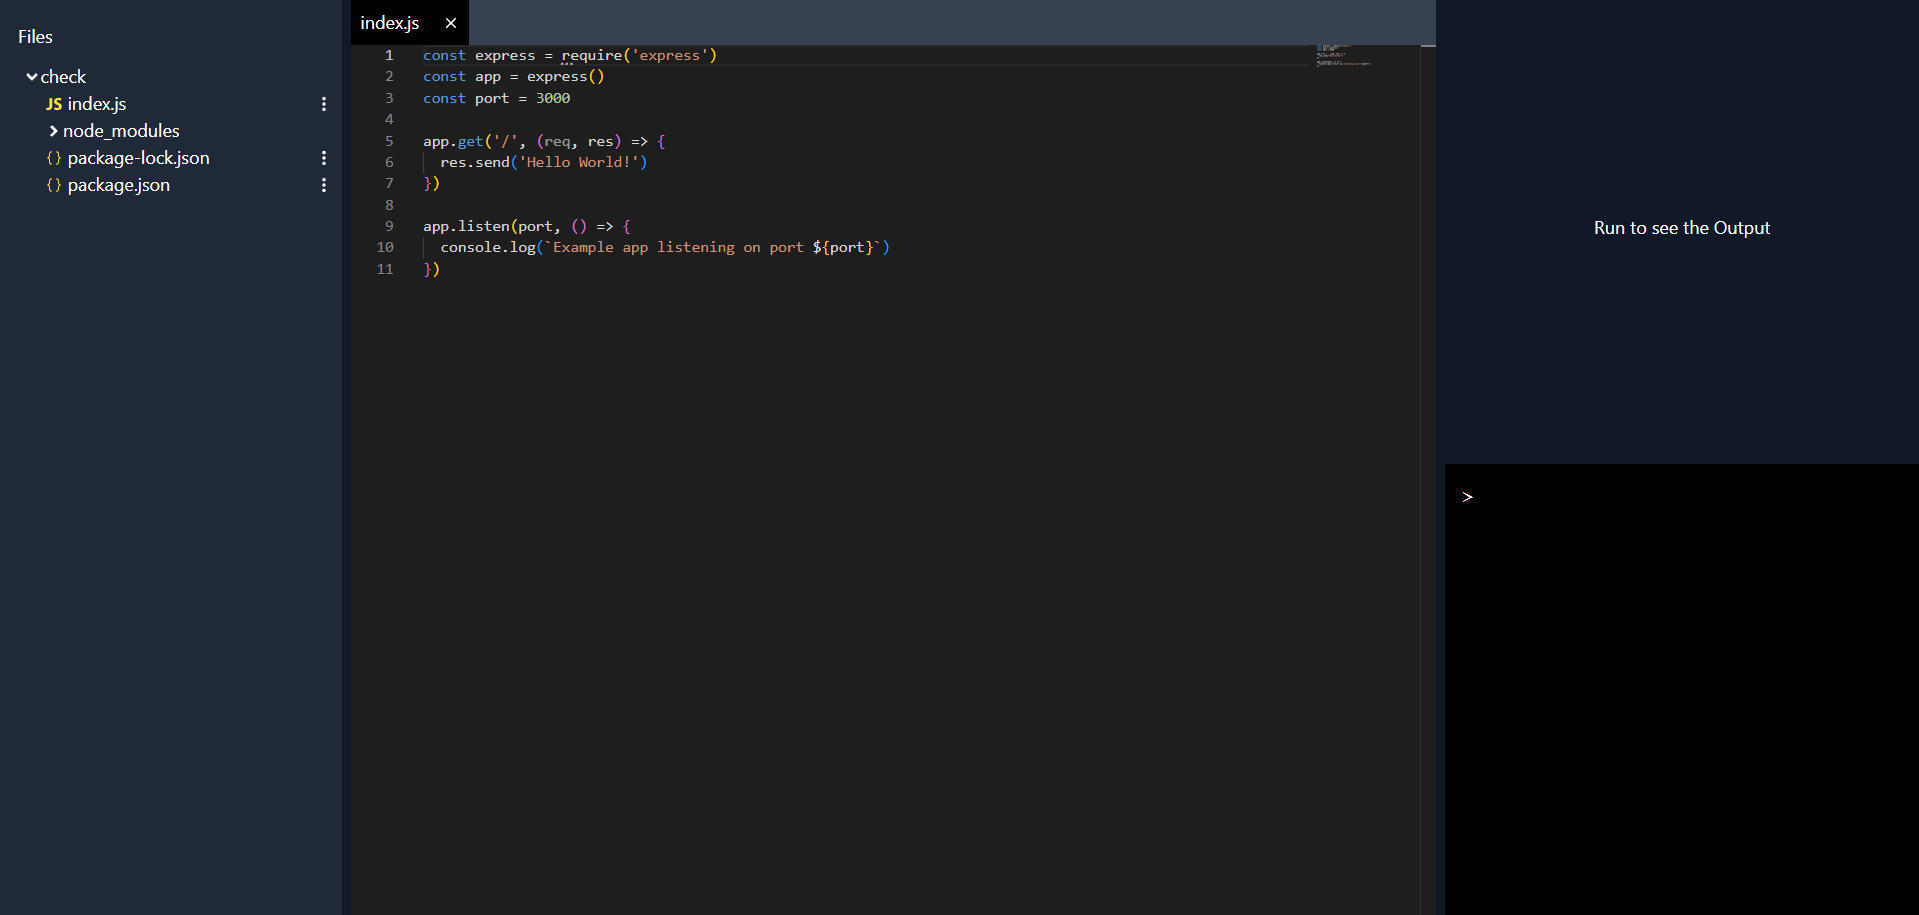 Files
check
JS index.js
node_modules
{} package-lock.json
{} package.json
index.js ×
1 const express = require('express')
2 const app = express()
3 const port = 3000
4
5 app.get('/', (req, res) => {
6   res.send('Hello World!')
7 })
8
9 app.listen(port, () => {
10   console.log(`Example app listening on port ${port}`)
11 })
Run to see the Output
>